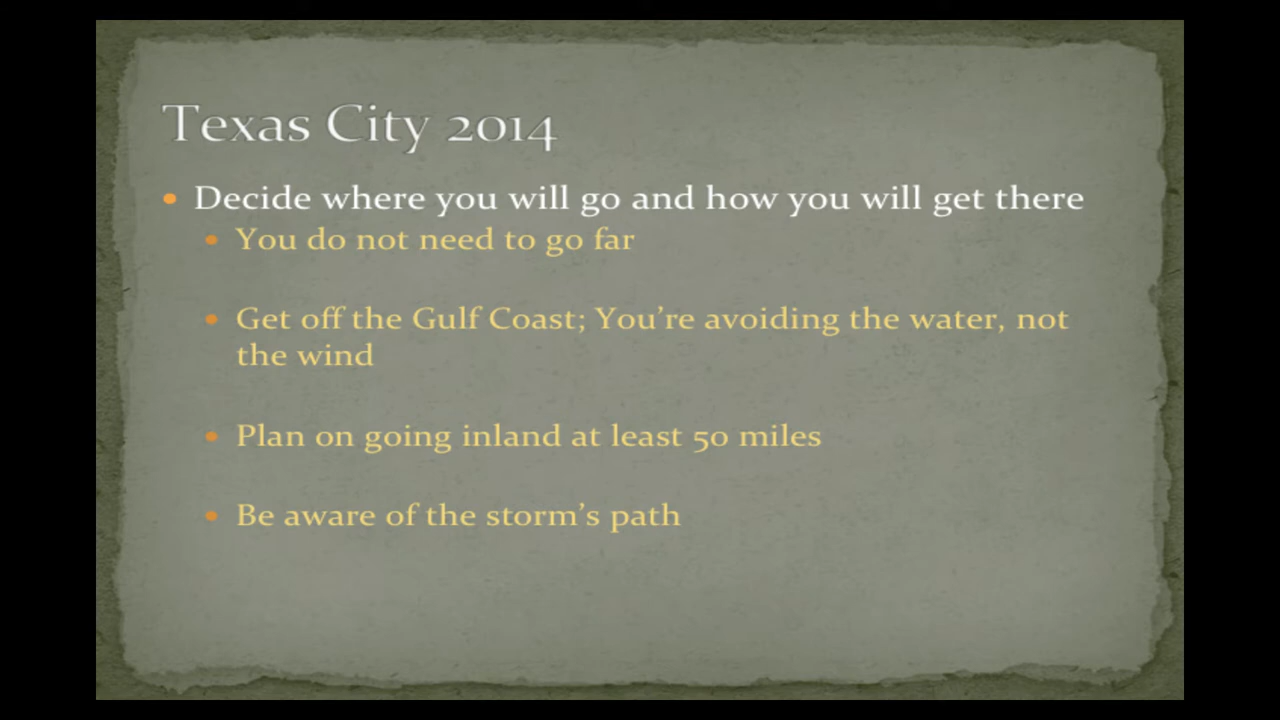 Texas City 2014
• Decide where you will go and how you will get there
• You do not need to go far
• Get off the Gulf Coast; You’re avoiding the water, not
the wind
• Plan on going inland at least 50 miles
• Be aware of the storm’s path